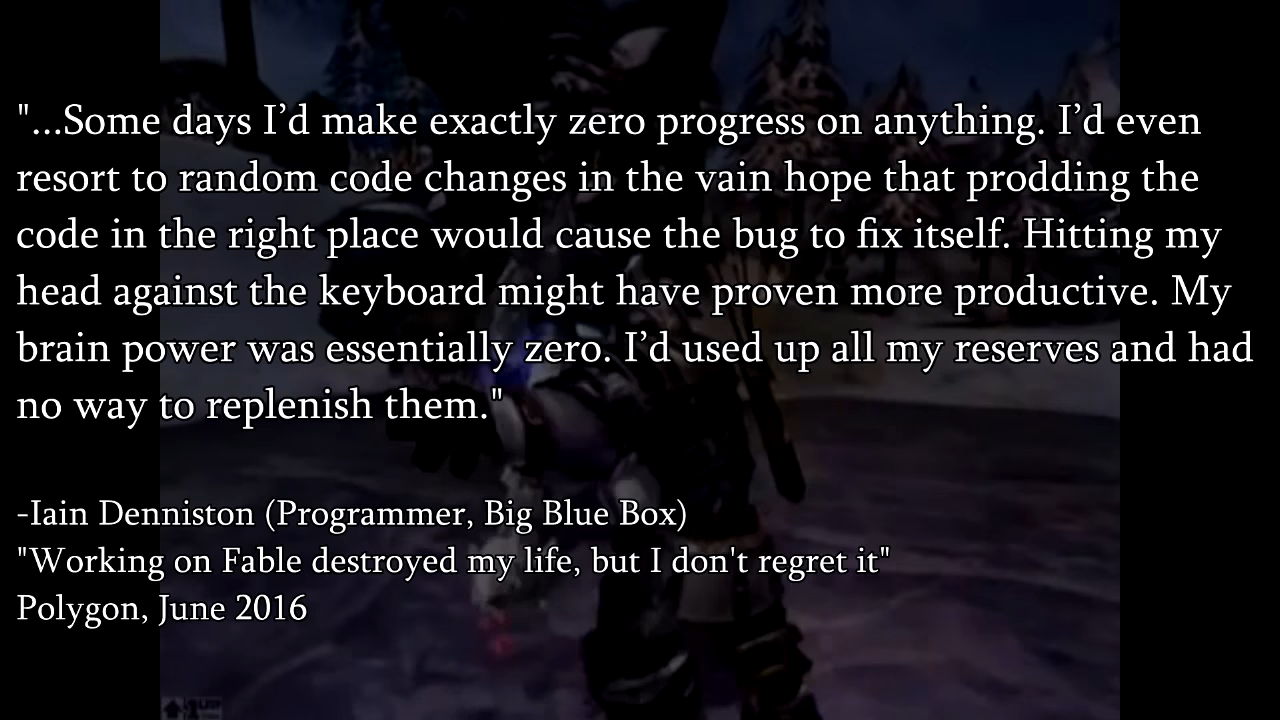 "...Some days I’d make exactly zero progress on anything. I’d even
resort to random code changes in the vain hope that prodding the
code in the right place would cause the bug to fix itself. Hitting my
head against the keyboard might have proven more productive. My
brain power was essentially zero. I’d used up all my reserves and had
no way to replenish them."
-Iain Denniston (Programmer, Big Blue Box)
"Working on Fable destroyed my life, but I don't regret it"
Polygon, June 2016